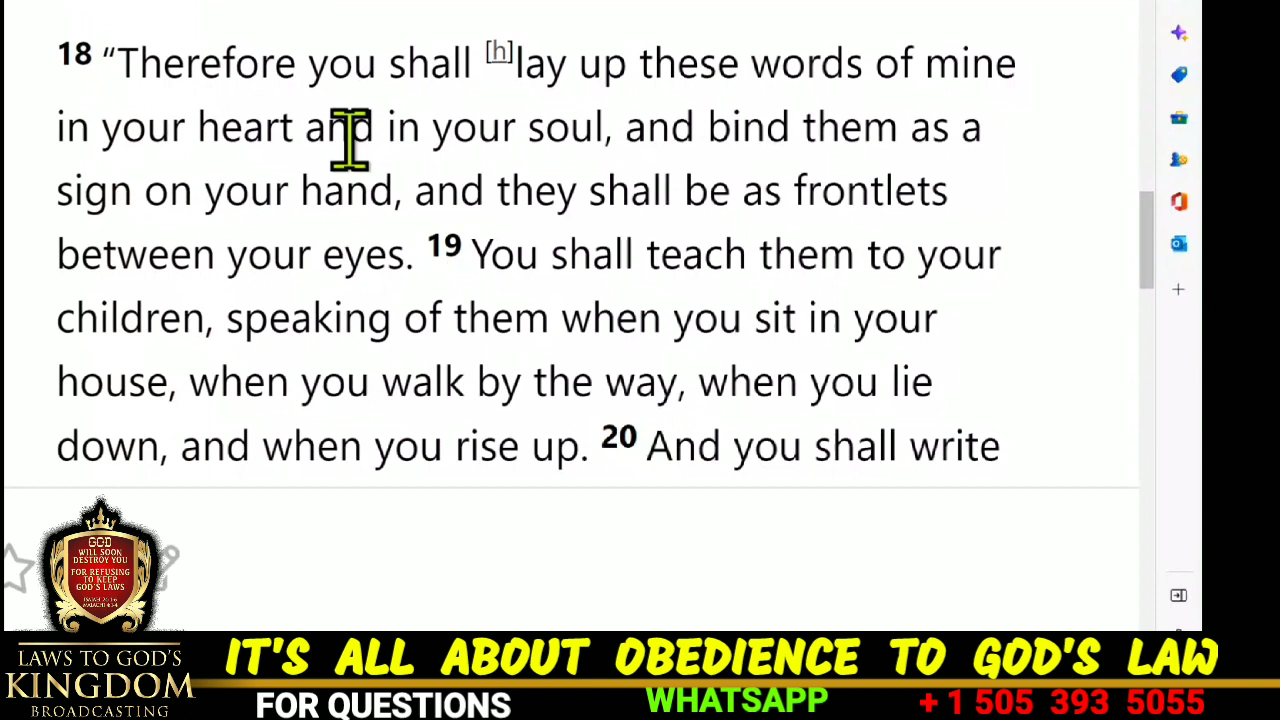 18 “Therefore you shall [h]lay up these words of mine
in your heart and in your soul, and bind them as a
sign on your hand, and they shall be as frontlets
between your eyes. 19 You shall teach them to your
children, speaking of them when you sit in your
house, when you walk by the way, when you lie
down, and when you rise up. 20 And you shall write
GOD
WILL SOON
DESTROY YOU
FOR REFUSING
TO KEEP
GOD'S LAWS
LAWS TO GOD'S
KINGDOM
BROADCASTING
IT'S ALL ABOUT OBEDIENCE TO GOD'S LAW
FOR QUESTIONS WHATSAPP + 1 505 393 5055